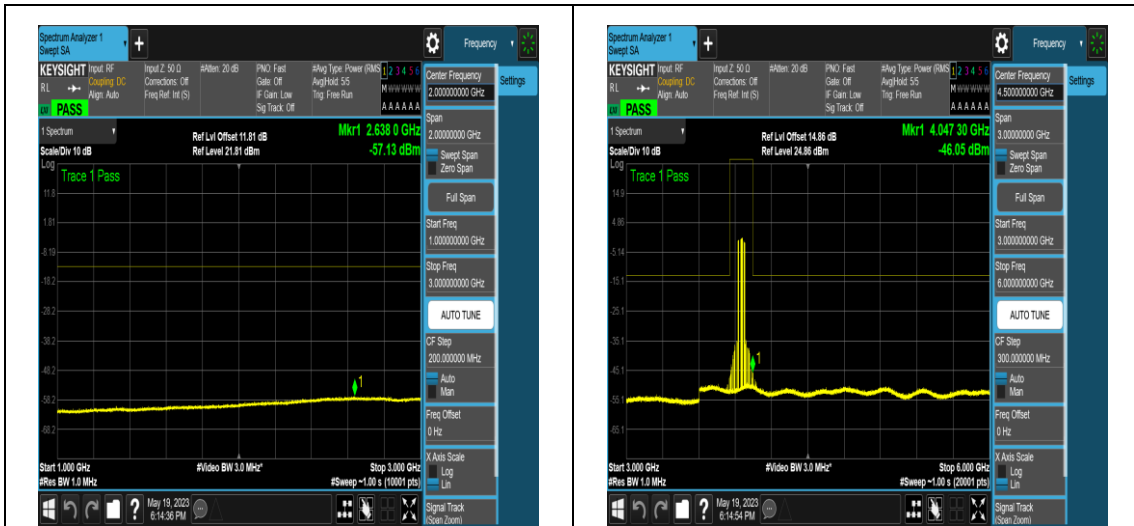 Spectrum Analyzer 1
Swept SA
Frequency
KEYSIGHT
RL
Input: RF
Coupling: DC
Align: Auto
Input Z: 50 Ω
Corrections: Off
Freq Ref: Int (S)
#Atten: 20 dB
PNO: Fast
Gate: Off
IF Gain: Low
Sig Track: Off
#Avg Type: Power (RMS
Avg|Hold: 5/5
Trig: Free Run
1 2 3 4 5 6
M W W W W W
A A A A A A
PASS
1 Spectrum
Scale/Div 10 dB
Ref Lvl Offset 11.81 dB
Ref Level 21.81 dBm
Mkr1 2.638 0 GHz
-57.13 dBm
Log
Trace 1 Pass
11.8
1.81
-8.19
-18.2
-28.2
-38.2
-48.2
-58.2
-68.2
1
Start 1.000 GHz
#Res BW 1.0 MHz
#Video BW 3.0 MHz*
Stop 3.000 GHz
#Sweep ~1.00 s (10001 pts)
Center Frequency
2.000000000 GHz
Settings
Span
2.00000000 GHz
Swept Span
Zero Span
Full Span
Start Freq
1.000000000 GHz
Stop Freq
3.000000000 GHz
AUTO TUNE
CF Step
200.000000 MHz
Auto
Man
Freq Offset
0 Hz
X Axis Scale
Log
Lin
Signal Track
(Span Zoom)
May 19, 2023
6:14:36 PM
Spectrum Analyzer 1
Swept SA
Frequency
KEYSIGHT
RL
Input: RF
Coupling: DC
Align: Auto
Input Z: 50 Ω
Corrections: Off
Freq Ref: Int (S)
#Atten: 20 dB
PNO: Fast
Gate: Off
IF Gain: Low
Sig Track: Off
#Avg Type: Power (RMS
Avg|Hold: 5/5
Trig: Free Run
1 2 3 4 5 6
M W W W W W
A A A A A A
PASS
1 Spectrum
Scale/Div 10 dB
Ref Lvl Offset 14.86 dB
Ref Level 24.86 dBm
Mkr1 4.047 30 GHz
-46.05 dBm
Log
Trace 1 Pass
14.9
4.86
-5.14
-15.1
-25.1
-35.1
-45.1
-55.1
-65.1
1
Start 3.000 GHz
#Res BW 1.0 MHz
#Video BW 3.0 MHz*
Stop 6.000 GHz
#Sweep ~1.00 s (20001 pts)
Center Frequency
4.500000000 GHz
Settings
Span
3.00000000 GHz
Swept Span
Zero Span
Full Span
Start Freq
3.000000000 GHz
Stop Freq
6.000000000 GHz
AUTO TUNE
CF Step
300.000000 MHz
Auto
Man
Freq Offset
0 Hz
X Axis Scale
Log
Lin
Signal Track
(Span Zoom)
May 19, 2023
6:14:54 PM